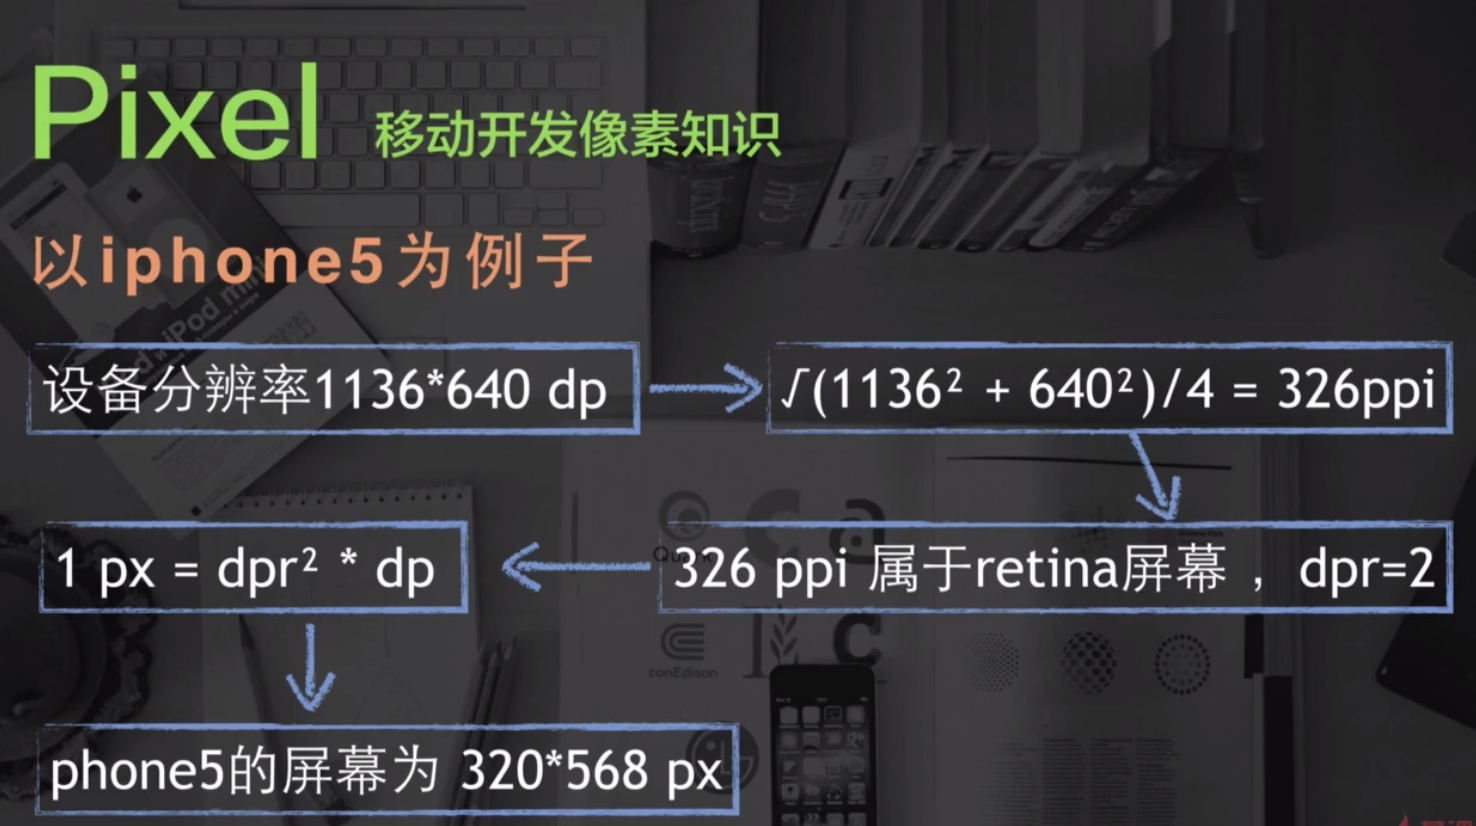 Pixel 移动开发像素知识
以iphone5为例子
设备分辨率1136*640 dp
√(1136² + 640²)/4 = 326ppi
326 ppi 属于retina屏幕， dpr=2
1 px = dpr² * dp
phone5的屏幕为 320*568 px
iPod mini
conEdison